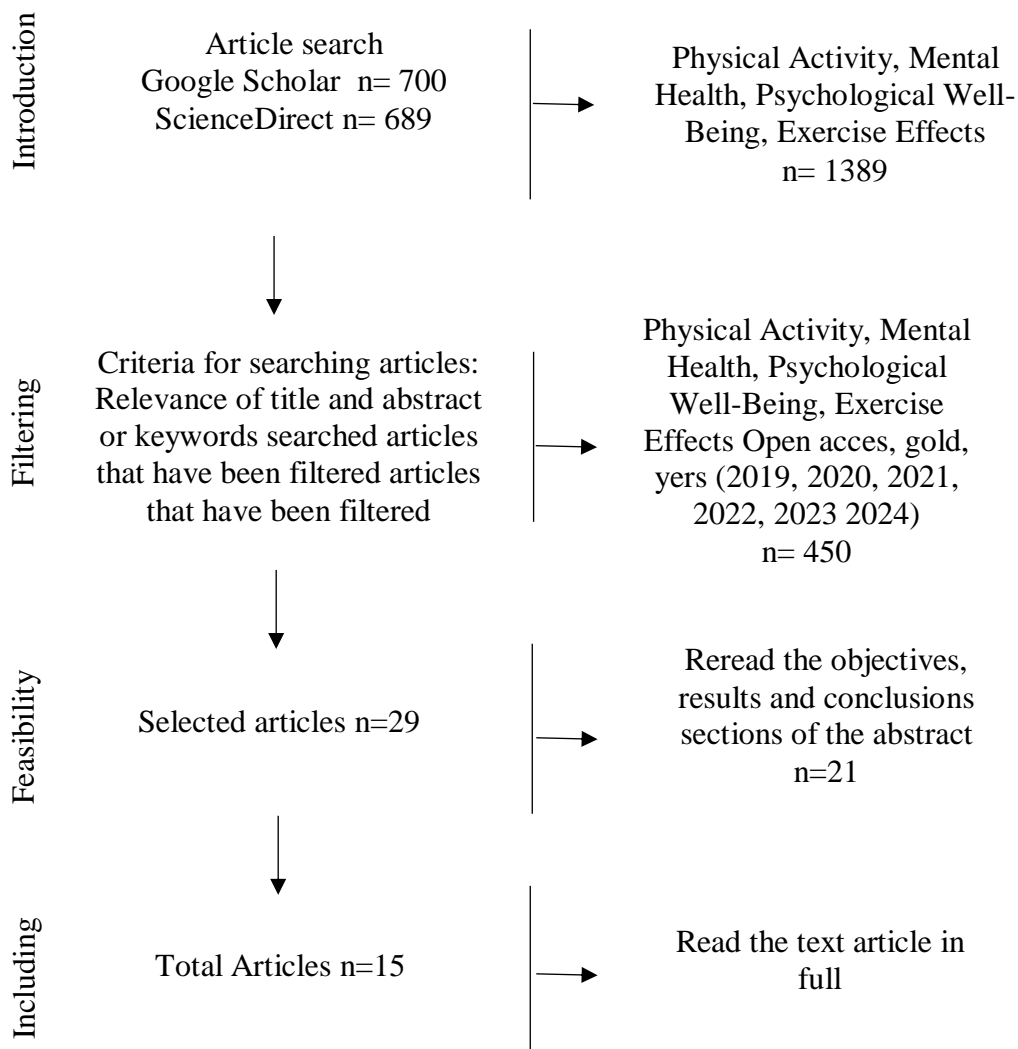 Introduction
Article search
Google Scholar n= 700
ScienceDirect n= 689
Physical Activity, Mental
Health, Psychological Well-
Being, Exercise Effects
n= 1389
Filtering
Criteria for searching articles:
Relevance of title and abstract
or keywords searched articles
that have been filtered articles
that have been filtered
Physical Activity, Mental
Health, Psychological
Well-Being, Exercise
Effects Open acces, gold,
yers (2019, 2020, 2021,
2022, 2023 2024)
n= 450
Feasibility
Selected articles n=29
Reread the objectives,
results and conclusions
sections of the abstract
n=21
Including
Total Articles n=15
Read the text article in
full